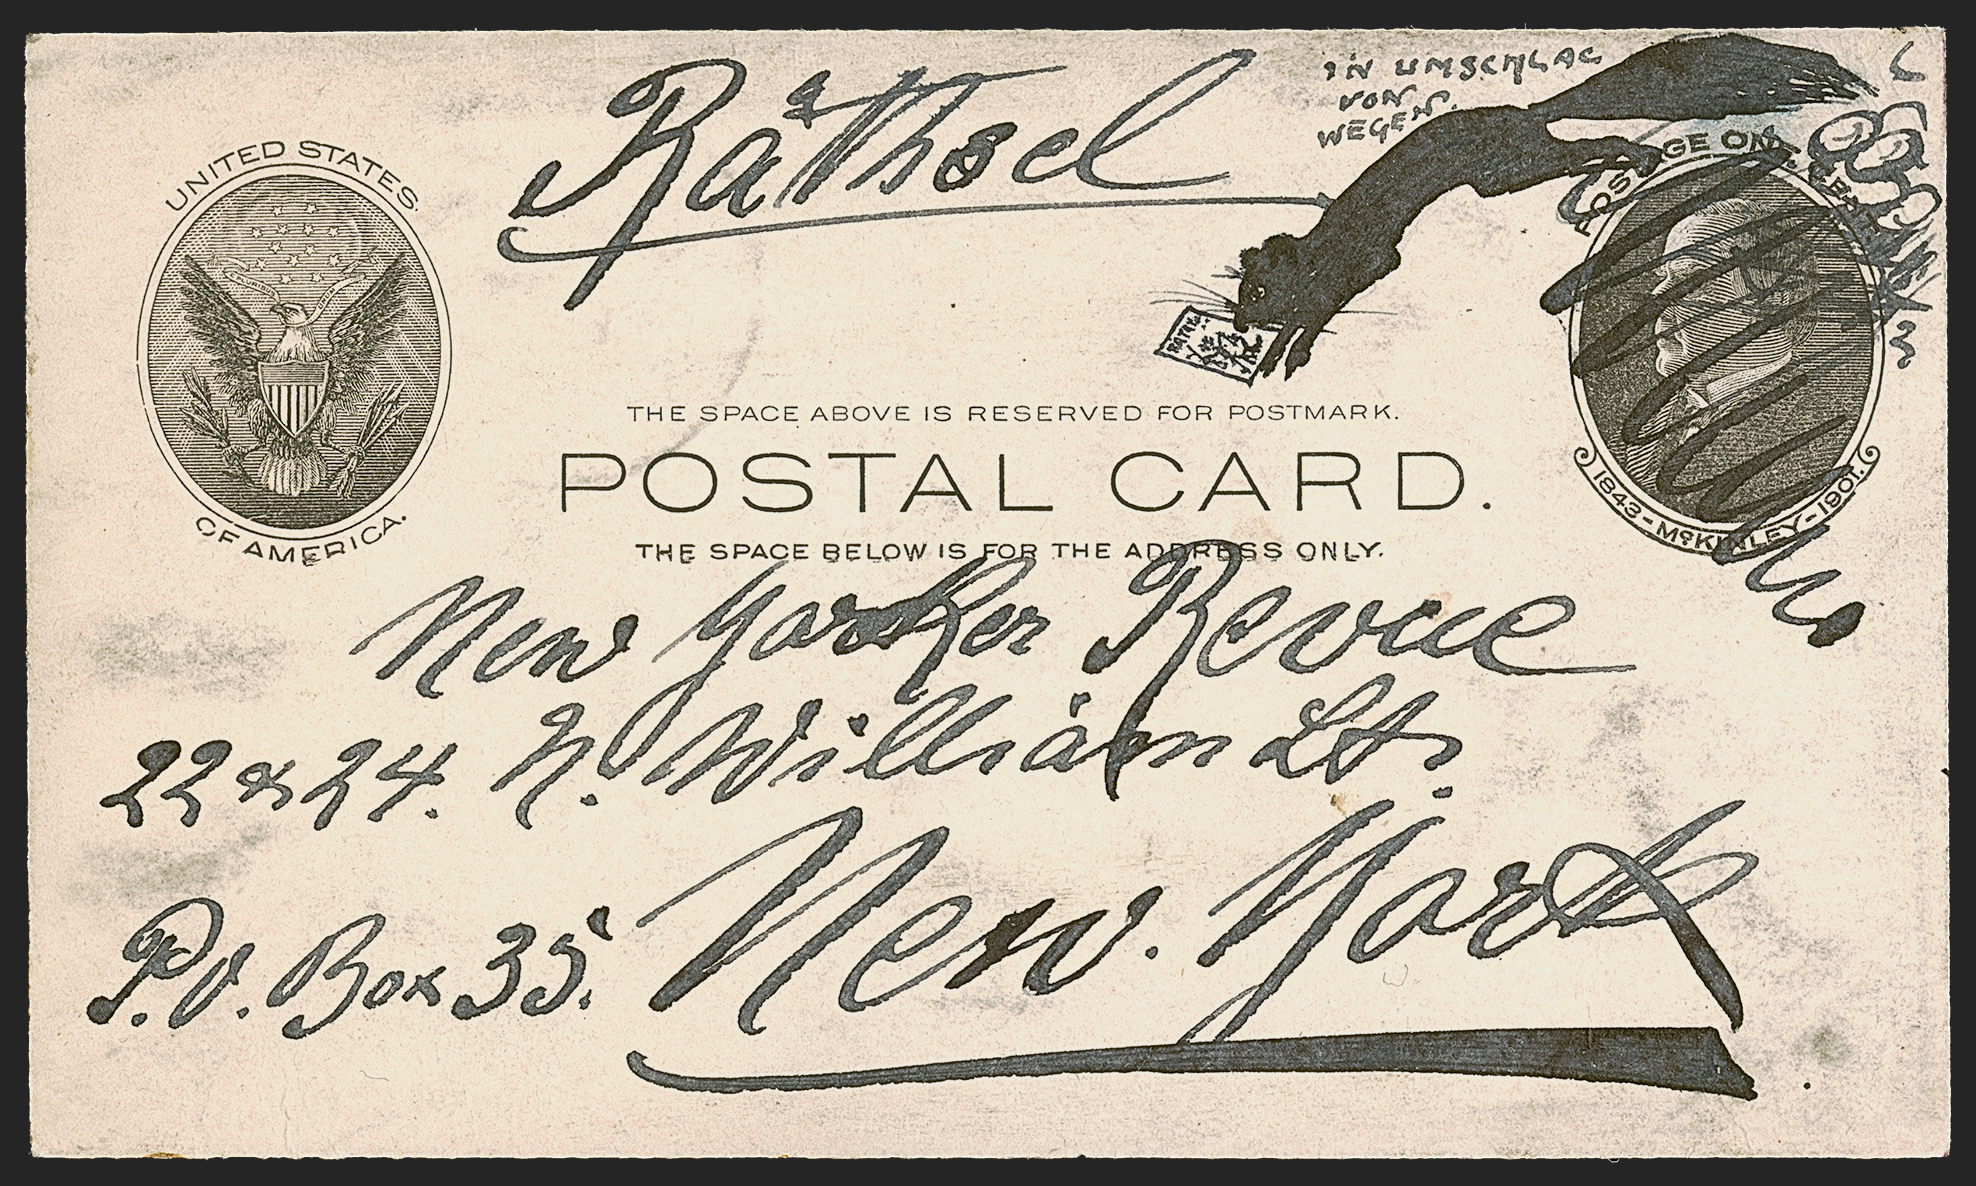 Räthsel
IN UMSCHLAG
VON
WEGEN.
UNITED STATES
OF AMERICA.
THE SPACE ABOVE IS RESERVED FOR POSTMARK.
POSTAL CARD.
THE SPACE BELOW IS FOR THE ADDRESS ONLY.
1843-McKINLEY-1901.
New Yorker Revue
22 & 24. N. William St.
P.O. Box 35.
New York